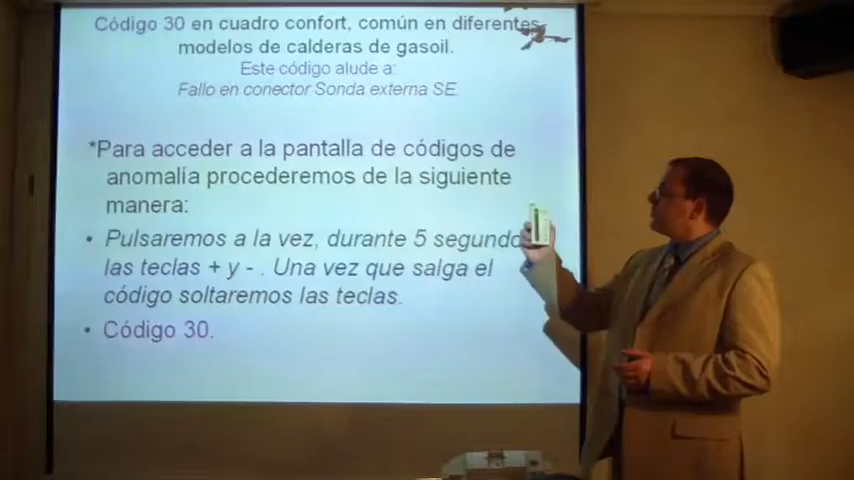 Código 30 en cuadro confort, común en diferentes
modelos de calderas de gasoil.
Este código alude a:
Fallo en conector Sonda externa SE.
*Para acceder a la pantalla de códigos de
anomalía procederemos de la siguiente
manera:
• Pulsaremos a la vez, durante 5 segundo
las teclas + y - . Una vez que salga el
código soltaremos las teclas.
• Código 30.